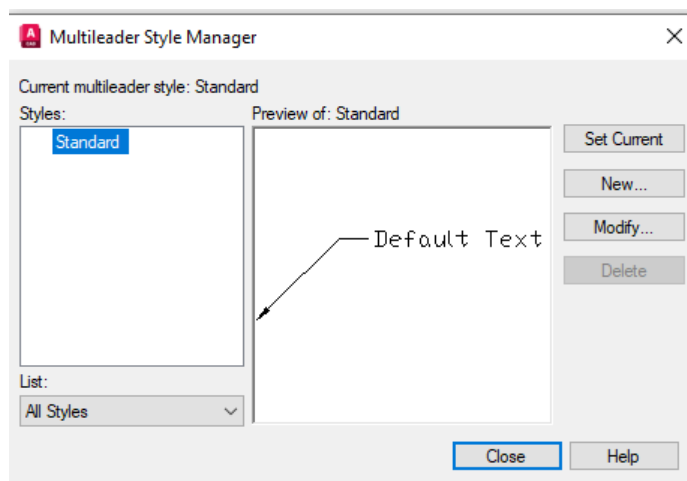 Multileader Style Manager
Current multileader style: Standard
Styles:
Preview of: Standard
Standard
Set Current
New...
Modify...
Delete
Default Text
List:
All Styles
Close
Help